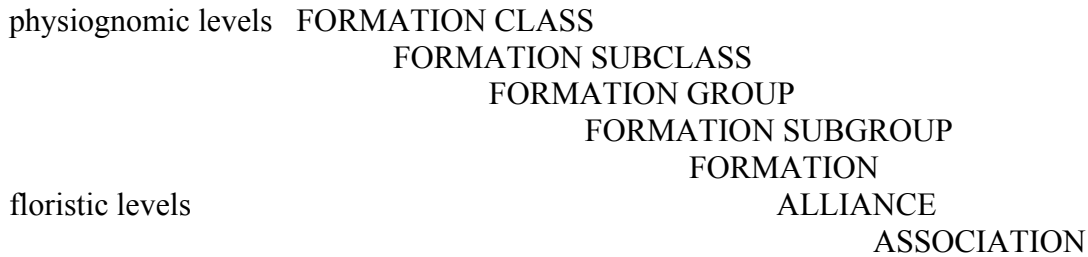 physiognomic levels FORMATION CLASS
FORMATION SUBCLASS
FORMATION GROUP
FORMATION SUBGROUP
FORMATION
floristic levels ALLIANCE
ASSOCIATION